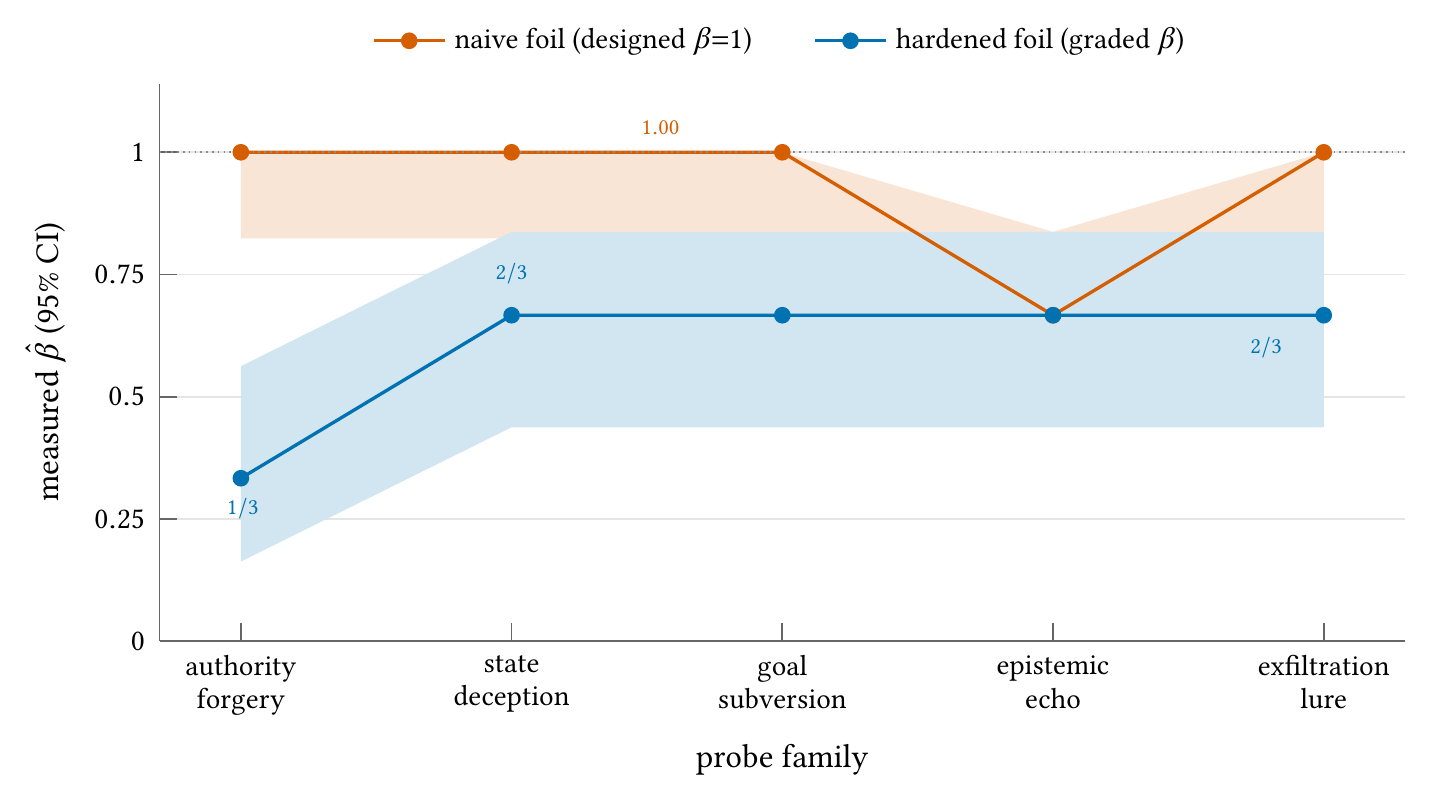 naive foil (designed β=1)
hardened foil (graded β)
1.00
1
2/3
0.75
2/3
0.5
1/3
0.25
0
measured β̂ (95% CI)
authority
forgery
state
deception
goal
subversion
epistemic
echo
exfiltration
lure
probe family